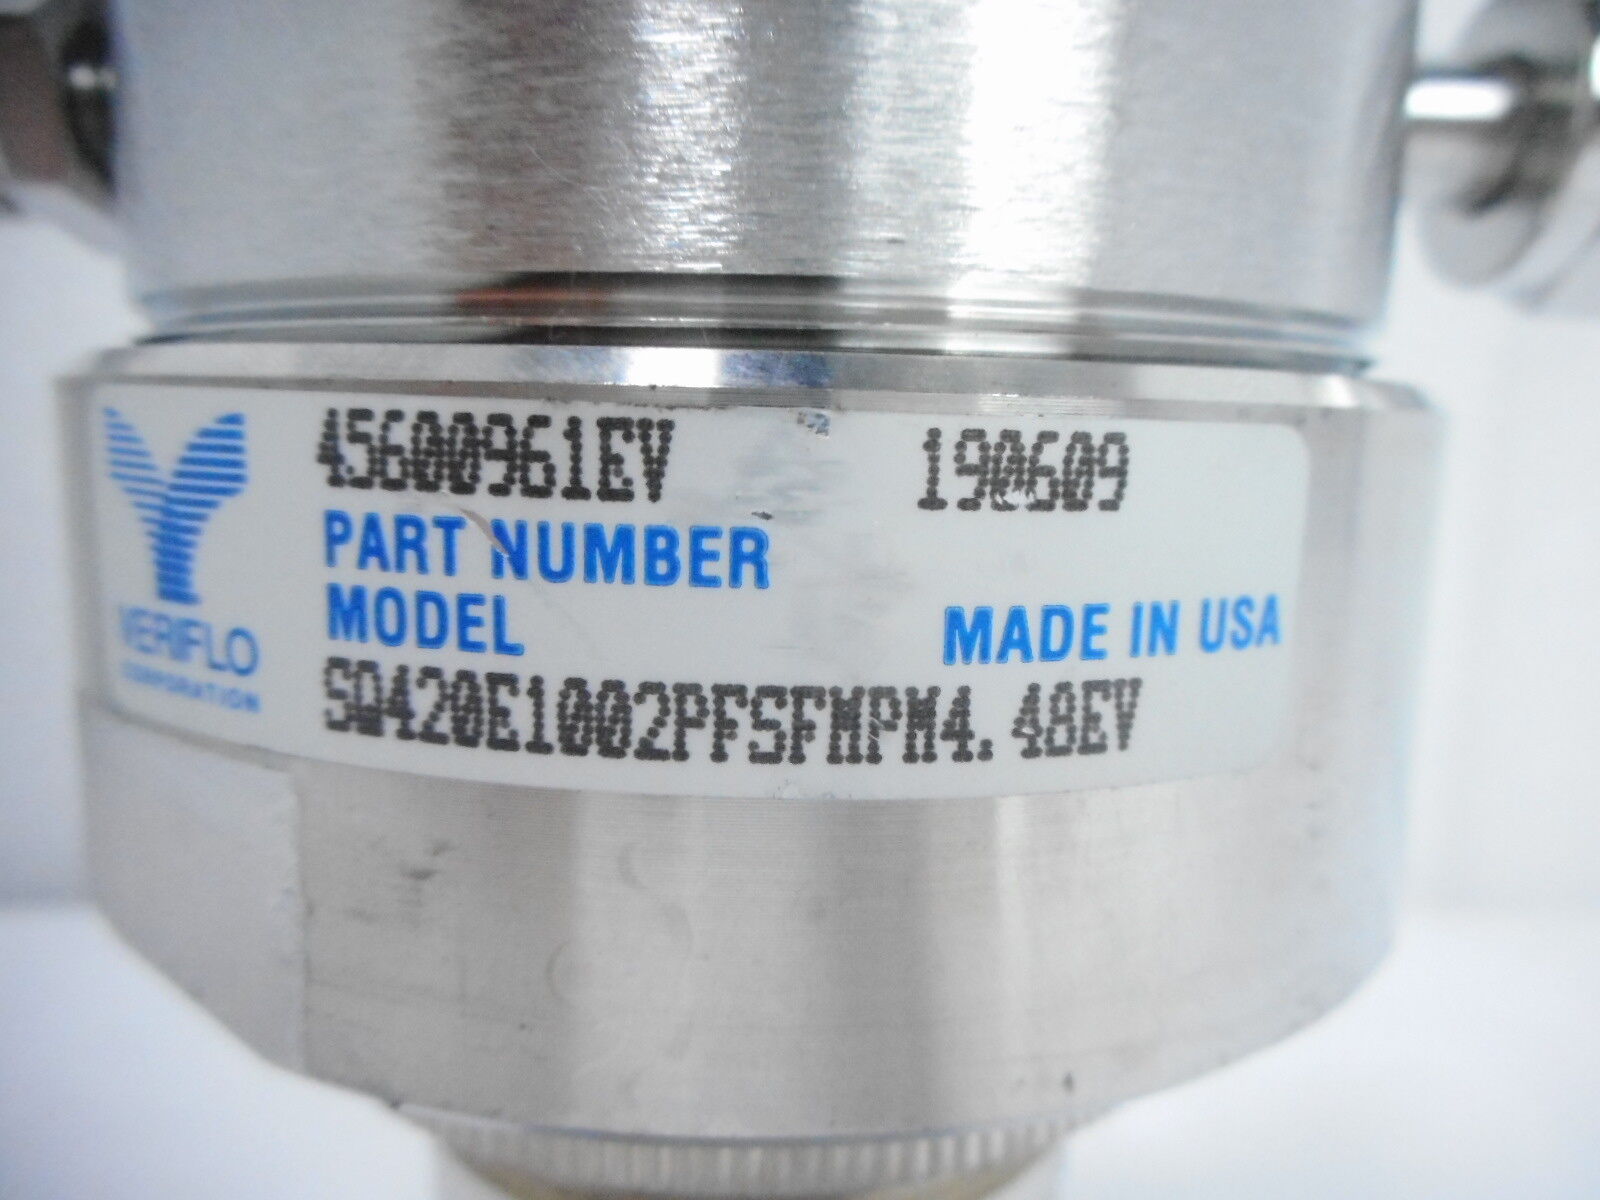 45600961EV 190609
PART NUMBER
MODEL MADE IN USA
SQ420E1002PFSFMPM4.48EV
VERIFLO
CORPORATION